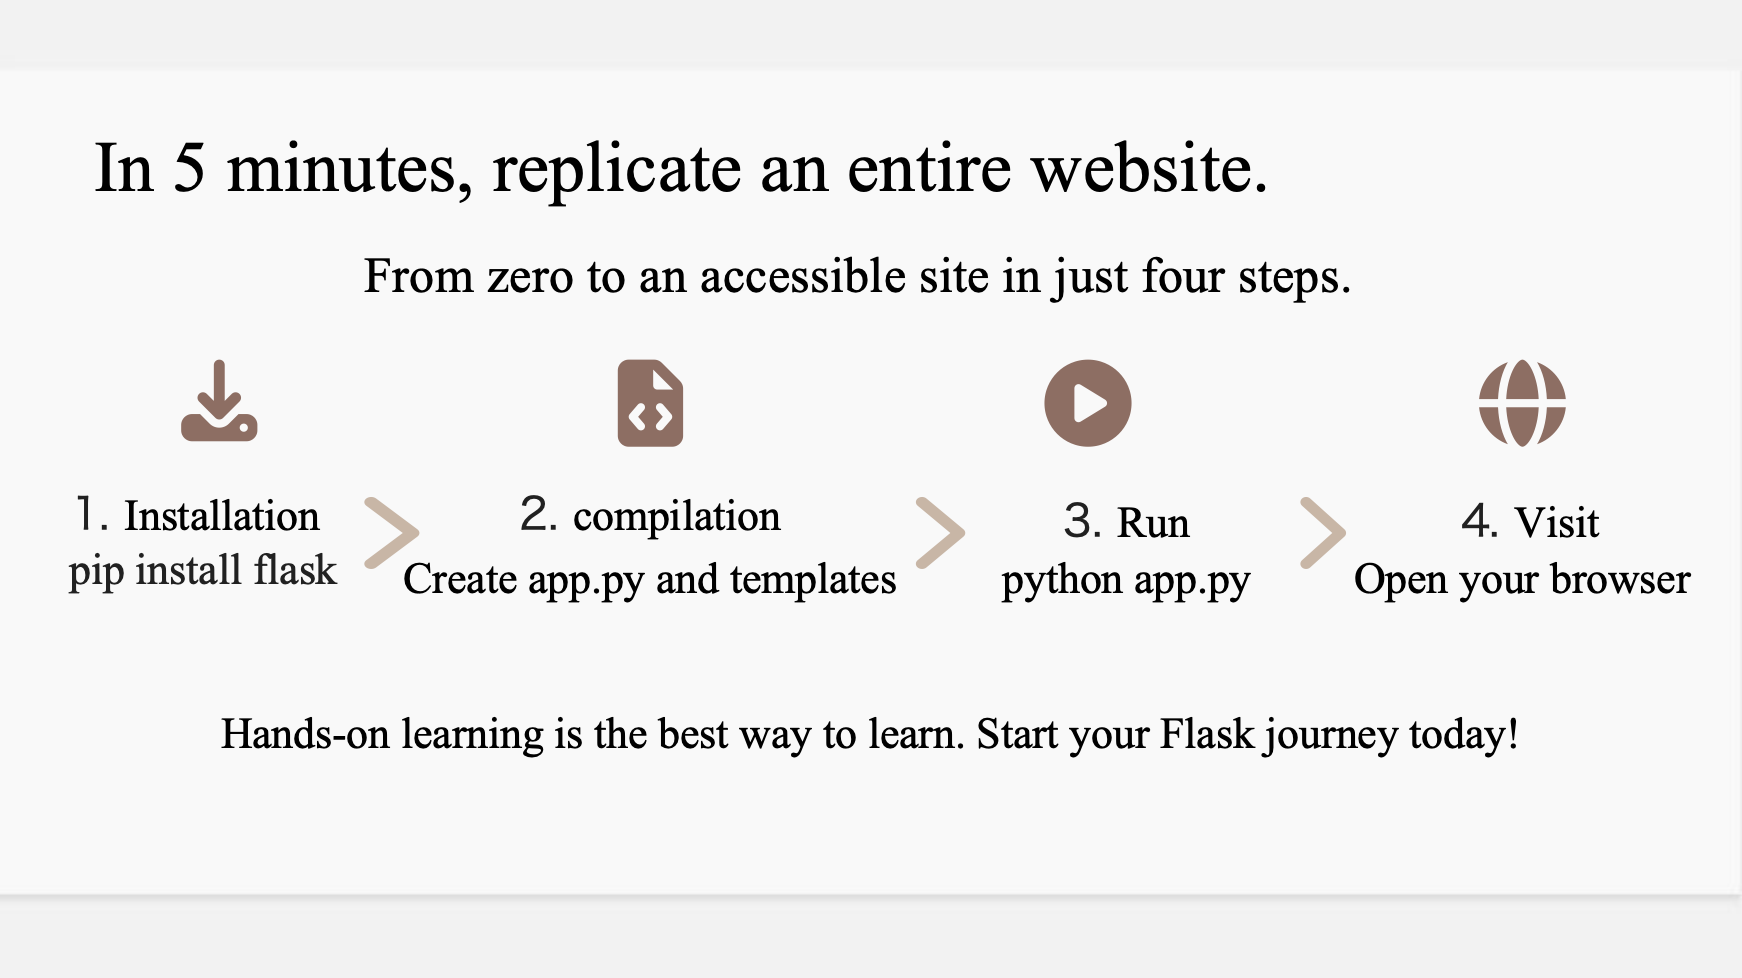 In 5 minutes, replicate an entire website.
From zero to an accessible site in just four steps.
1. Installation
pip install flask
2. compilation
Create app.py and templates
3. Run
python app.py
4. Visit
Open your browser
Hands-on learning is the best way to learn. Start your Flask journey today!